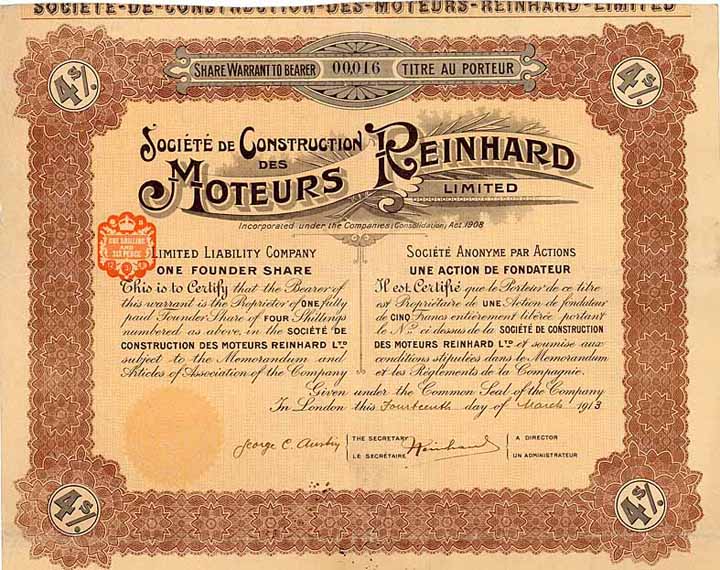 SOCIÉTÉ-DE-CONSTRUCTION-DES-MOTEURS-REINHARD-LIMITED
4s/. 4s/.
SHARE WARRANT TO BEARER 00,016 TITRE AU PORTEUR
SOCIÉTÉ DE CONSTRUCTION
DES
MOTEURS REINHARD
LIMITED
Incorporated under the Companies (Consolidation) Act 1908
ONE SHILLING
AND
SIX PENCE
LIMITED LIABILITY COMPANY
ONE FOUNDER SHARE
This is to Certify that the Bearer of
this warrant is the Proprietor of ONE fully
paid Founder Share of FOUR Shillings
numbered as above, in the SOCIÉTÉ DE
CONSTRUCTION DES MOTEURS REINHARD LTD
subject to the Memorandum and
Articles of Association of the Company
SOCIÉTÉ ANONYME PAR ACTIONS
UNE ACTION DE FONDATEUR
Il est Certifié que le Porteur de ce titre
est Propriétaire de UNE Action de fondateur
de CINQ Francs entièrement libérée portant
le No. ci dessus de la SOCIÉTÉ DE CONSTRUCTION
DES MOTEURS REINHARD LTD et soumise aux
conditions stipulées dans le Memorandum
et les Règlements de la Compagnie.
Given under the Common Seal of the Company
In London this Fourteenth day of March 1913
George C. Austin THE SECRETARY Reinhard A DIRECTOR
LE SECRÉTAIRE UN ADMINISTRATEUR
4s/. 4s/.